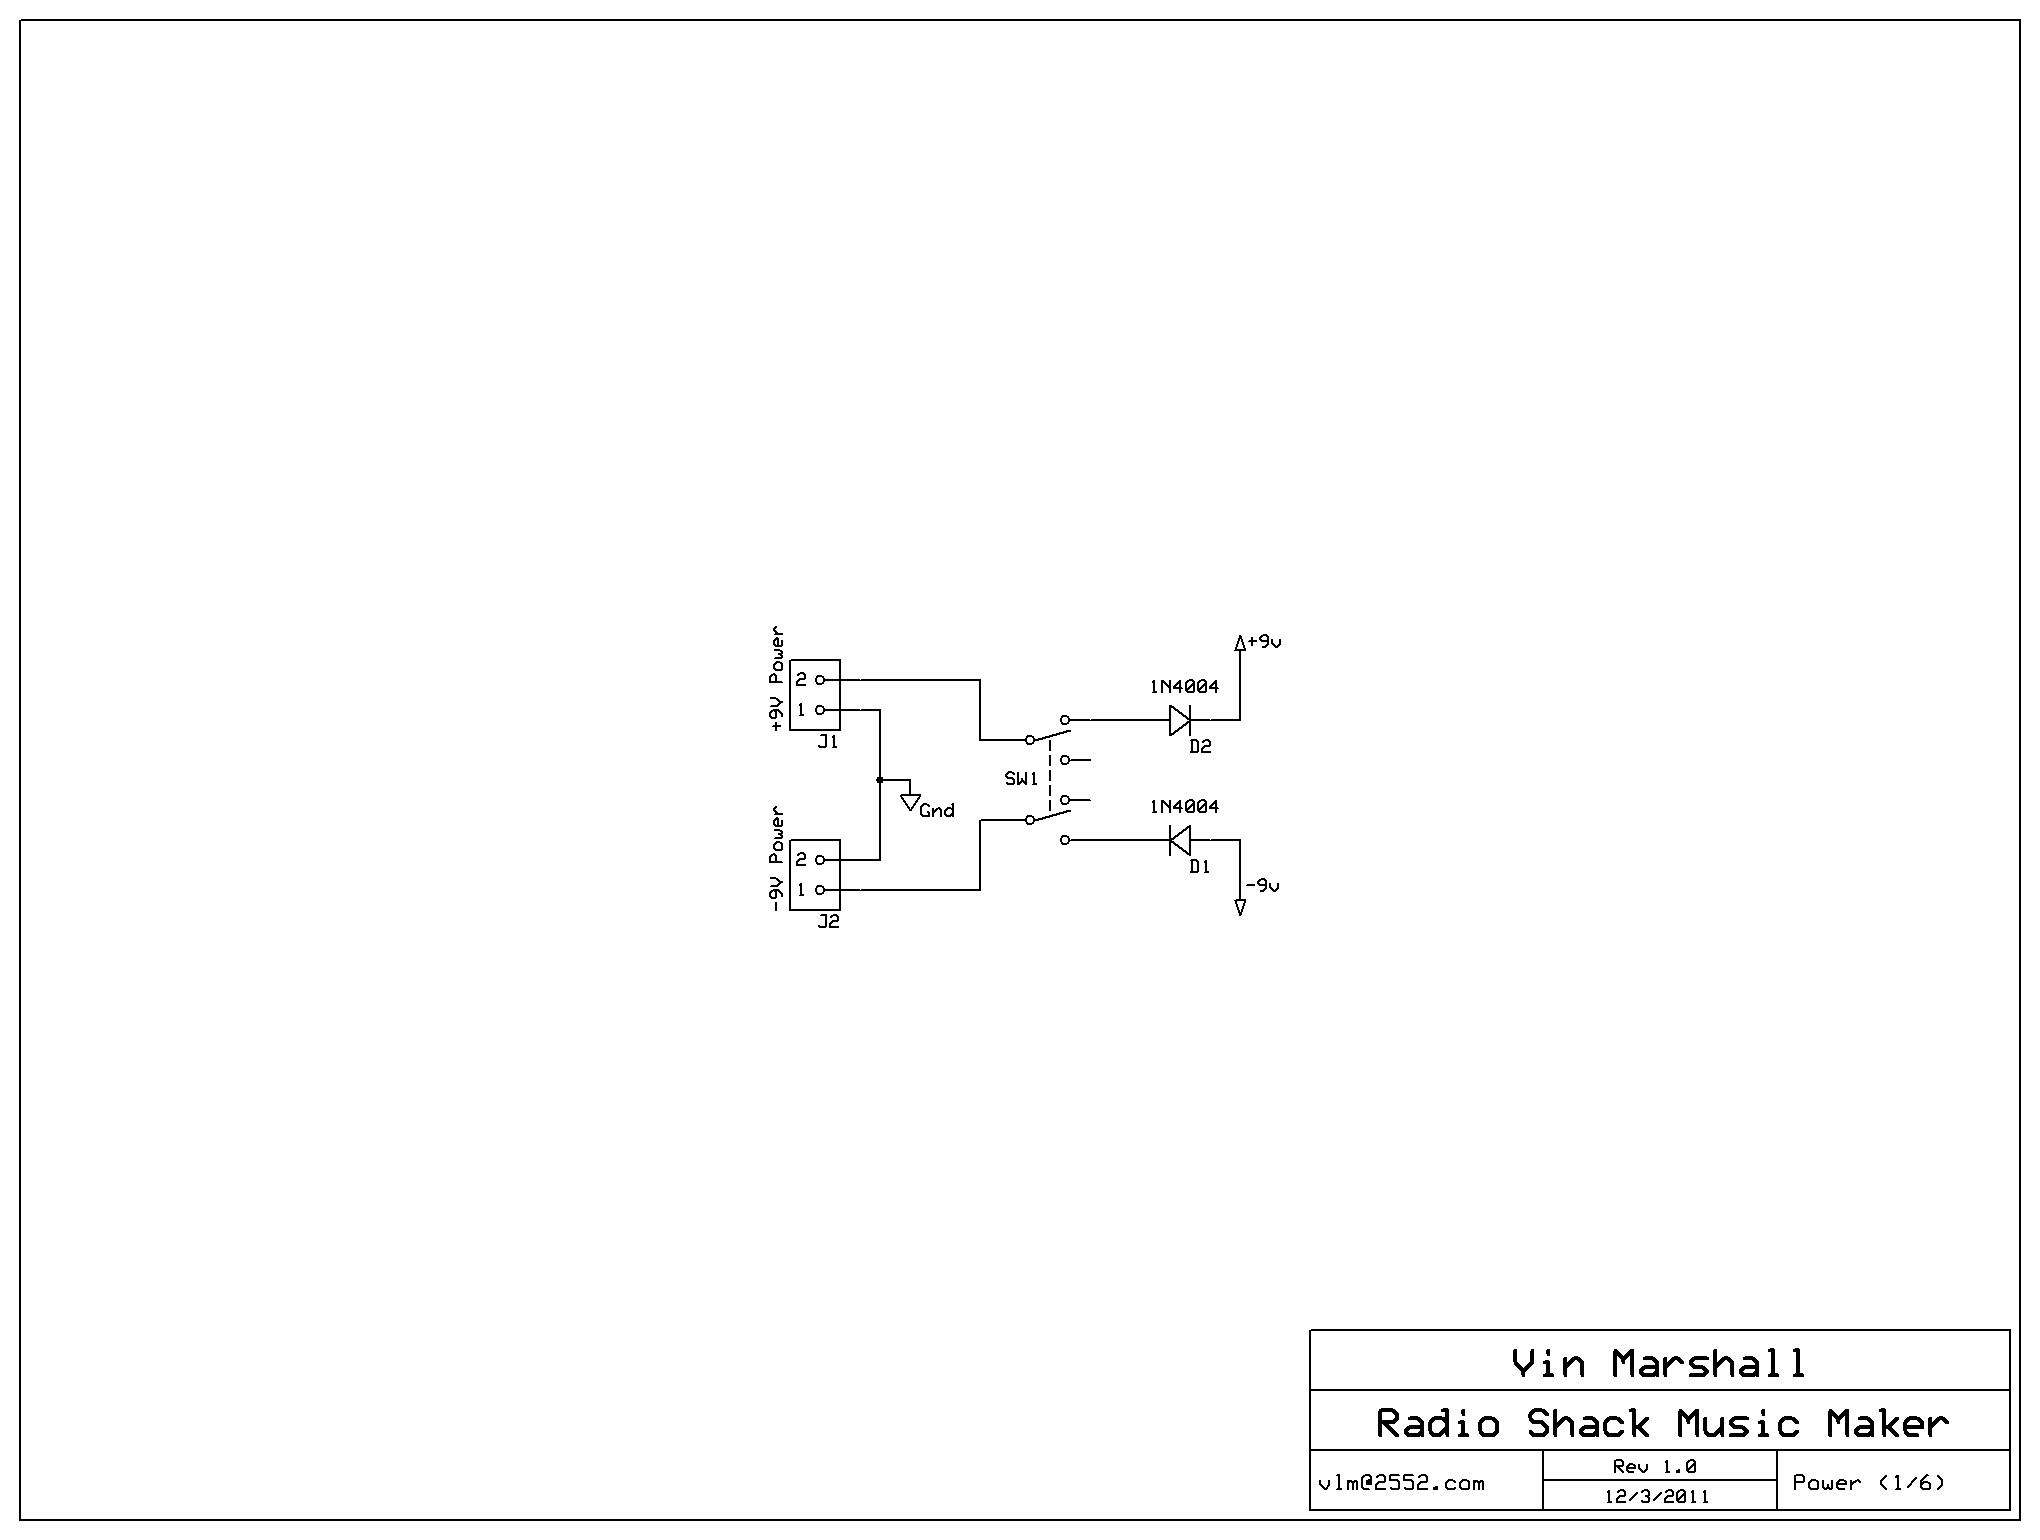 +9V Power
2
1
J1
-9V Power
2
1
J2
Gnd
SW1
1N4004
D2
+9v
1N4004
D1
-9v
Vin Marshall
Radio Shack Music Maker
vlm@2552.com
Rev 1.0
12/3/2011
Power (1/6)